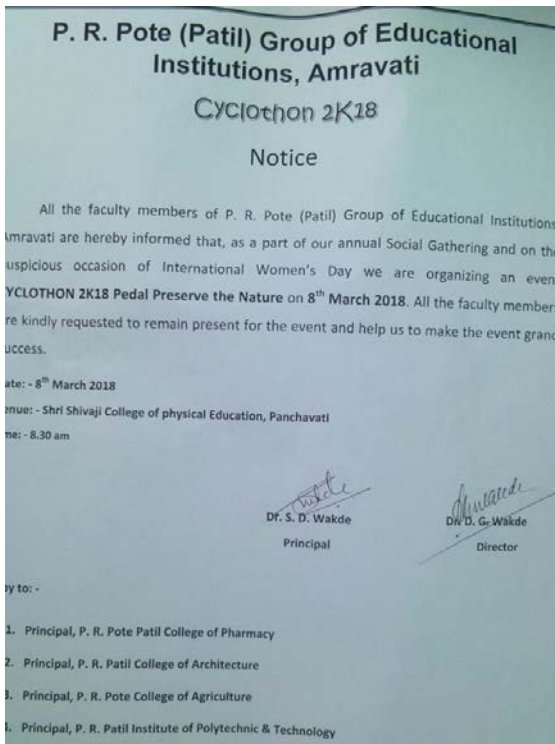 P. R. Pote (Patil) Group of Educational
Institutions, Amravati
Cyclothon 2K18
Notice
All the faculty members of P. R. Pote (Patil) Group of Educational Institutions
Amravati are hereby informed that, as a part of our annual Social Gathering and on the
uspicious occasion of International Women's Day we are organizing an even
YCLOTHON 2K18 Pedal Preserve the Nature on 8th March 2018. All the faculty member
re kindly requested to remain present for the event and help us to make the event grand
uccess.
ate: - 8th March 2018
enue: - Shri Shivaji College of physical Education, Panchavati
me: - 8.30 am
Dr. S. D. Wakde
Dr. D. G. Wakde
Principal
Director
py to: -
1. Principal, P. R. Pote Patil College of Pharmacy
2. Principal, P. R. Patil College of Architecture
3. Principal, P. R. Pote College of Agriculture
4. Principal, P. R. Patil Institute of Polytechnic & Technology